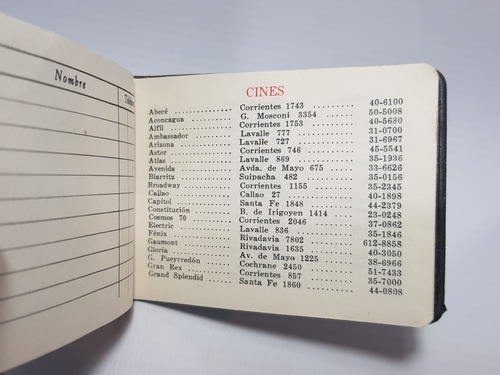 Nombre
CINES
Abecé ........ Corrientes 1743 ........ 40-6100
Aconcagua ........ G. Mosconi 3354 ........ 50-5008
Alfil ........ Corrientes 1753 ........ 40-5680
Ambassador ........ Lavalle 777 ........ 31-0700
Arizona ........ Lavalle 727 ........ 31-6967
Astor ........ Corrientes 746 ........ 45-5541
Atlas ........ Lavalle 869 ........ 35-1936
Avenida ........ Avda. de Mayo 675 ........ 33-6626
Biarritz ........ Suipacha 482 ........ 35-0156
Broadway ........ Corrientes 1155 ........ 35-2345
Callao ........ Callao 27 ........ 40-1898
Capitol ........ Santa Fe 1848 ........ 44-2379
Constitución ........ B. de Irigoyen 1414 ........ 23-0248
Cosmos 70 ........ Corrientes 2046 ........ 37-0862
Electric ........ Lavalle 836 ........ 35-1846
Fénix ........ Rivadavia 7802 ........ 612-8858
Gaumont ........ Rivadavia 1635 ........ 40-3050
Gloria ........ Av. de Mayo 1225 ........ 38-6966
G. Pueyrredón ........ Cochrane 2450 ........ 51-7433
Gran Rex ........ Corrientes 857 ........ 35-7000
Grand Splendid ........ Santa Fe 1860 ........ 44-0808